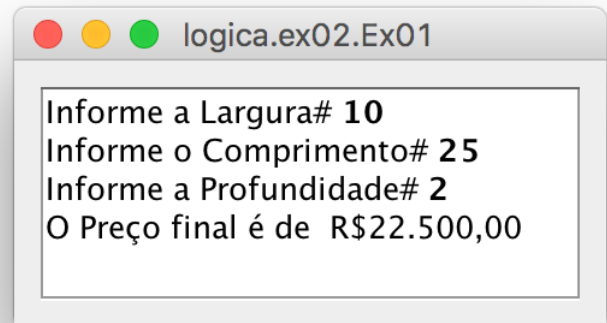 logica.ex02.Ex01
Informe a Largura# 10
Informe o Comprimento# 25
Informe a Profundidade# 2
O Preço final é de  R$22.500,00